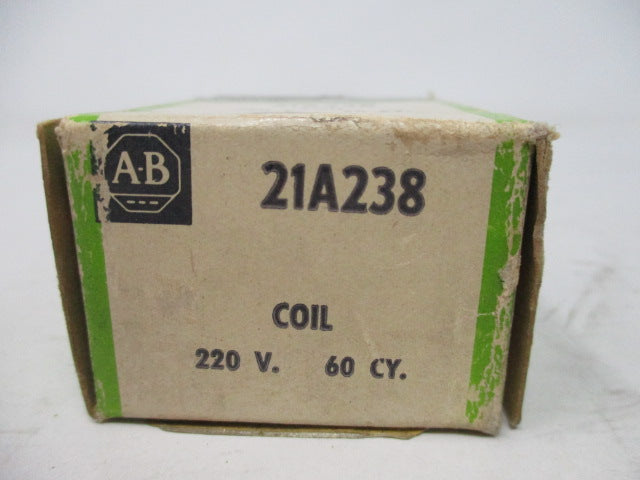 A-B
21A238
COIL
220 V. 60 CY.